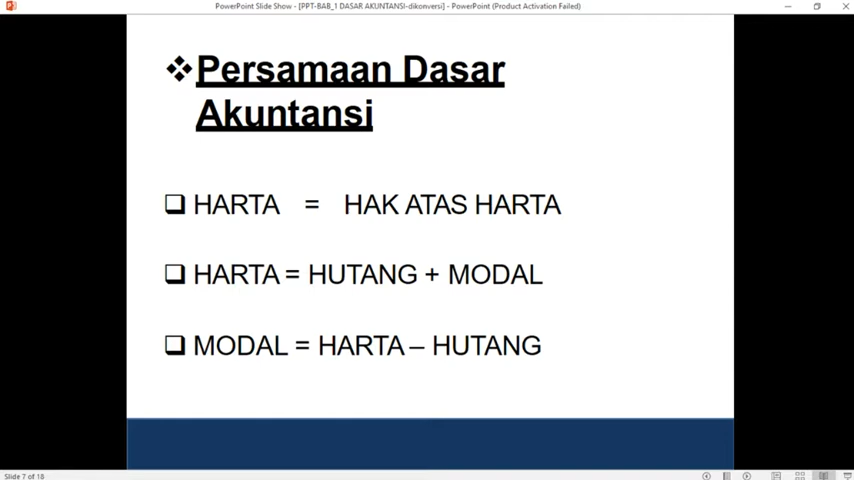 PowerPoint Slide Show - [PPT-BAB_1 DASAR AKUNTANSI-dikonversi] - PowerPoint (Product Activation Failed)
Persamaan Dasar
Akuntansi
HARTA = HAK ATAS HARTA
HARTA = HUTANG + MODAL
MODAL = HARTA – HUTANG
Slide 7 of 18